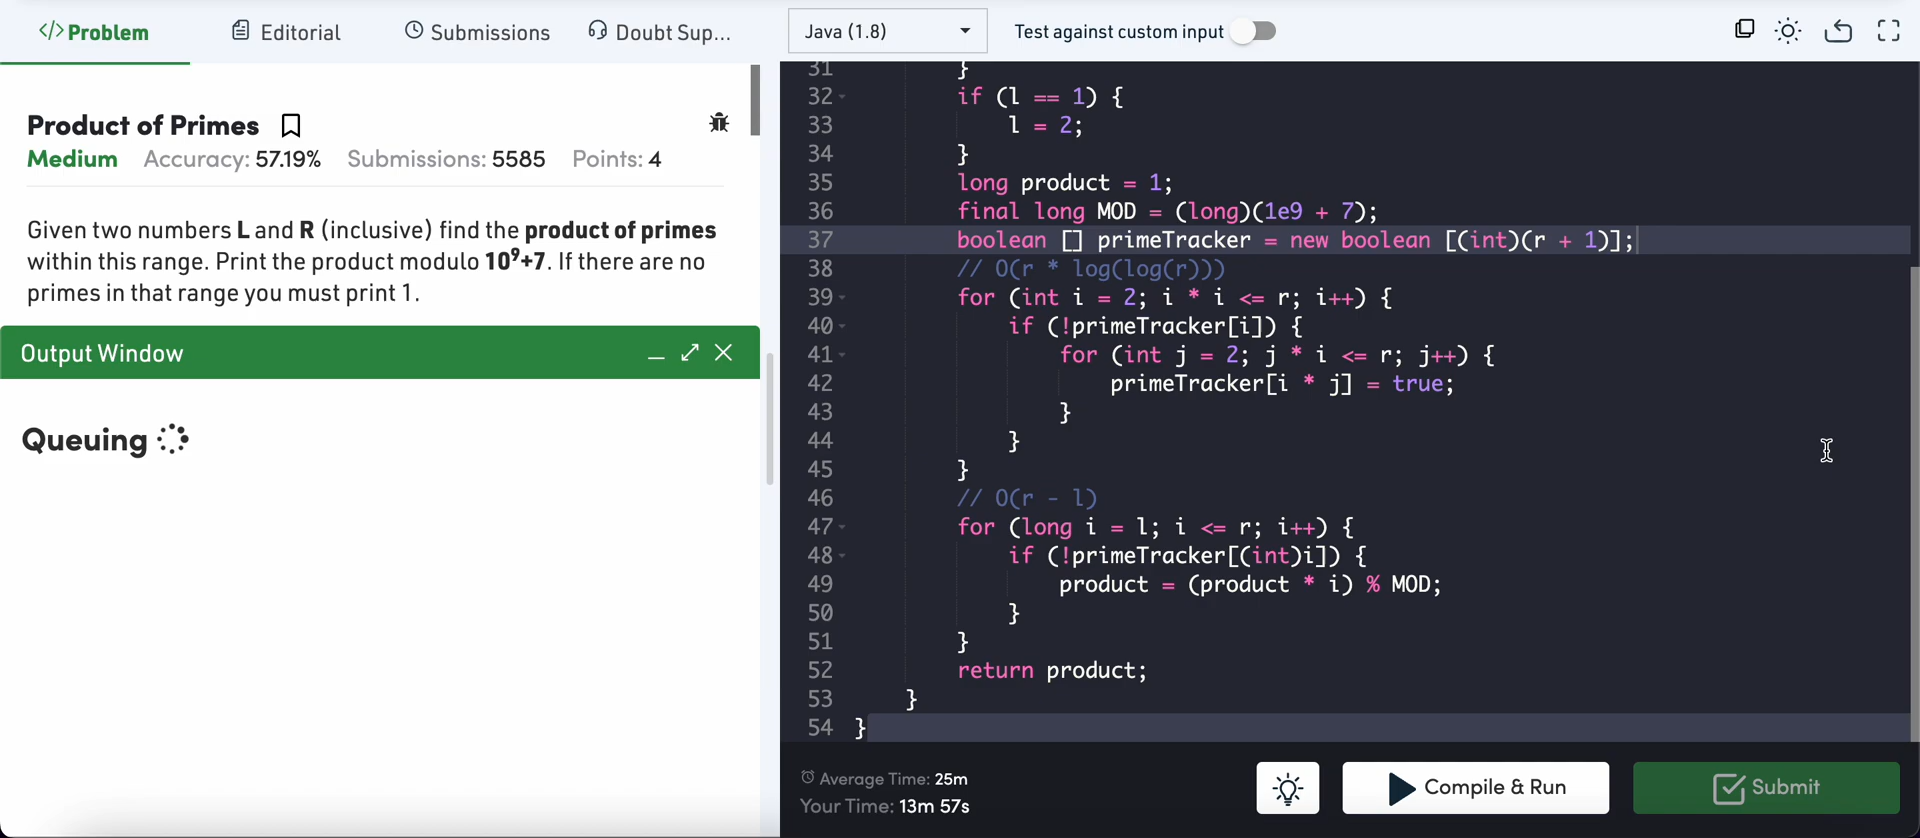 </>Problem
Editorial
Submissions
Doubt Sup...
Java (1.8)
Test against custom input
Product of Primes
Medium Accuracy: 57.19% Submissions: 5585 Points: 4
Given two numbers L and R (inclusive) find the product of primes
within this range. Print the product modulo 10⁹+7. If there are no
primes in that range you must print 1.
Output Window
Queuing
31 }
32 if (l == 1) {
33 l = 2;
34 }
35 long product = 1;
36 final long MOD = (long)(1e9 + 7);
37 boolean [] primeTracker = new boolean [(int)(r + 1)];
38 // O(r * log(log(r)))
39 for (int i = 2; i * i <= r; i++) {
40 if (!primeTracker[i]) {
41 for (int j = 2; j * i <= r; j++) {
42 primeTracker[i * j] = true;
43 }
44 }
45 }
46 // O(r - l)
47 for (long i = l; i <= r; i++) {
48 if (!primeTracker[(int)i]) {
49 product = (product * i) % MOD;
50 }
51 }
52 return product;
53 }
54 }
Average Time: 25m
Your Time: 13m 57s
Compile & Run
Submit